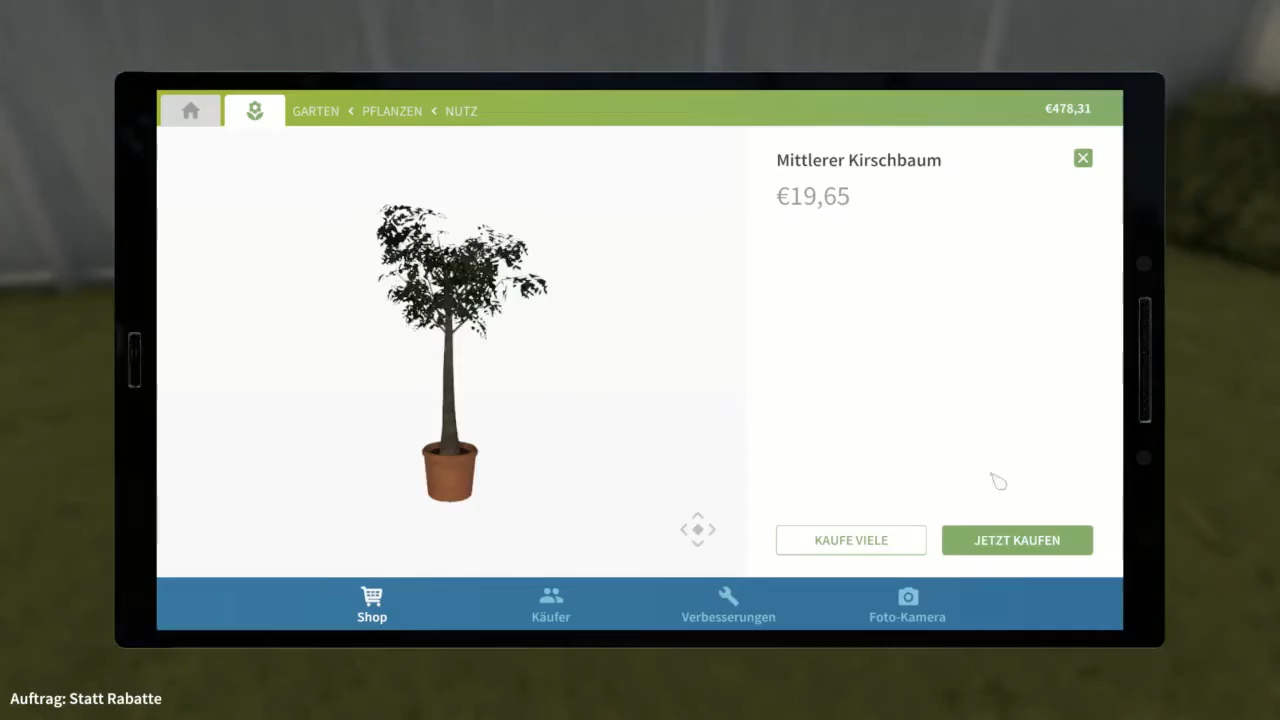 GARTEN < PFLANZEN < NUTZ
€478,31
Mittlerer Kirschbaum
€19,65
KAUFE VIELE
JETZT KAUFEN
Shop
Käufer
Verbesserungen
Foto-Kamera
Auftrag: Statt Rabatte